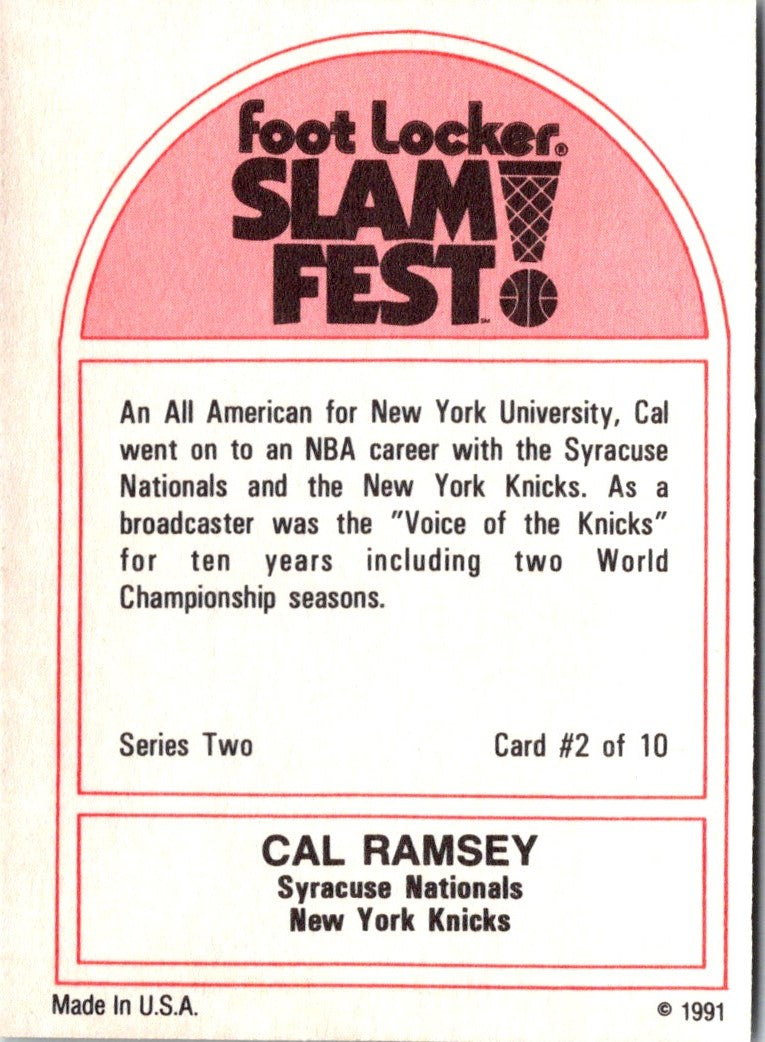 foot Locker®
SLAM
FEST!℠
An All American for New York University, Cal
went on to an NBA career with the Syracuse
Nationals and the New York Knicks. As a
broadcaster was the "Voice of the Knicks"
for ten years including two World
Championship seasons.
Series Two Card #2 of 10
CAL RAMSEY
Syracuse Nationals
New York Knicks
Made In U.S.A. © 1991